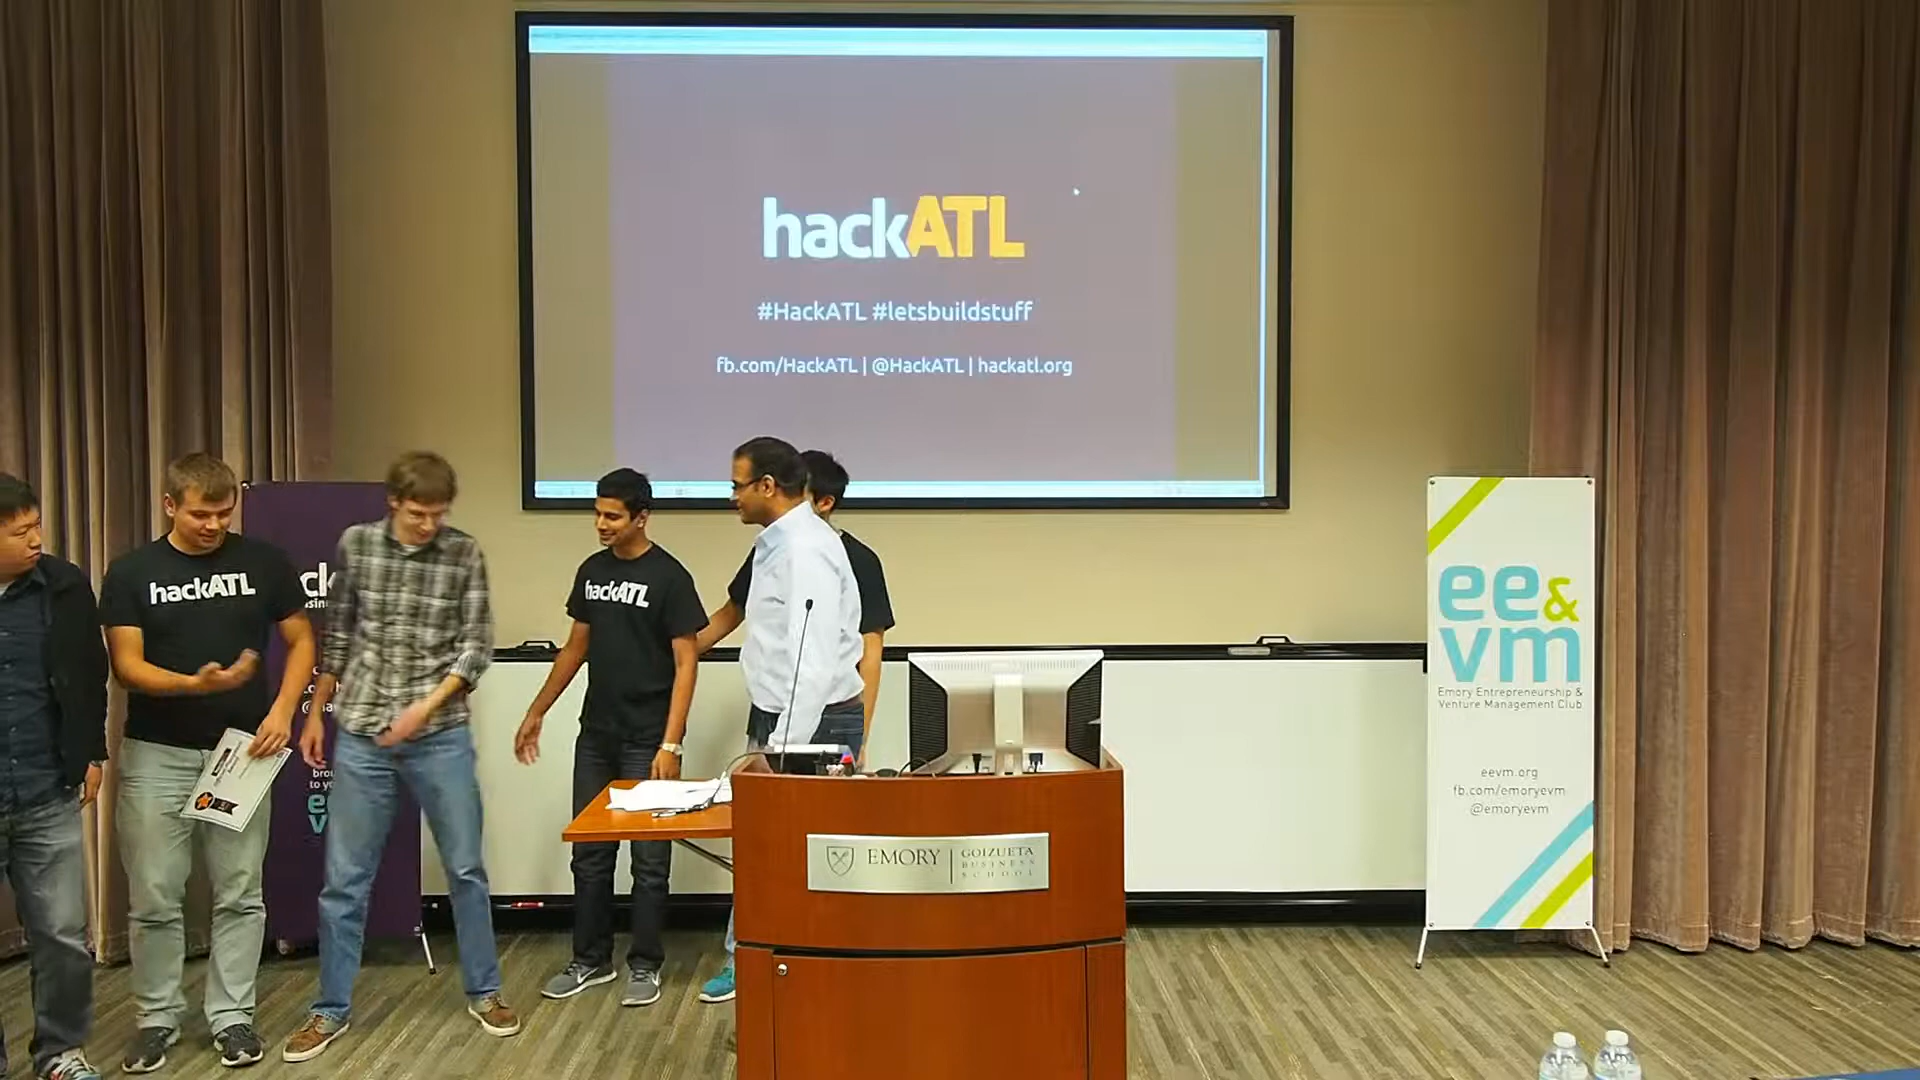 hackATL
#HackATL #letsbuildstuff
fb.com/HackATL | @HackATL | hackatl.org
hackATL
hackATL
ee&
vm
Emory Entrepreneurship &
Venture Management Club
eevm.org
fb.com/emoryevm
@emoryevm
EMORY
GOIZUETA
BUSINESS
SCHOOL